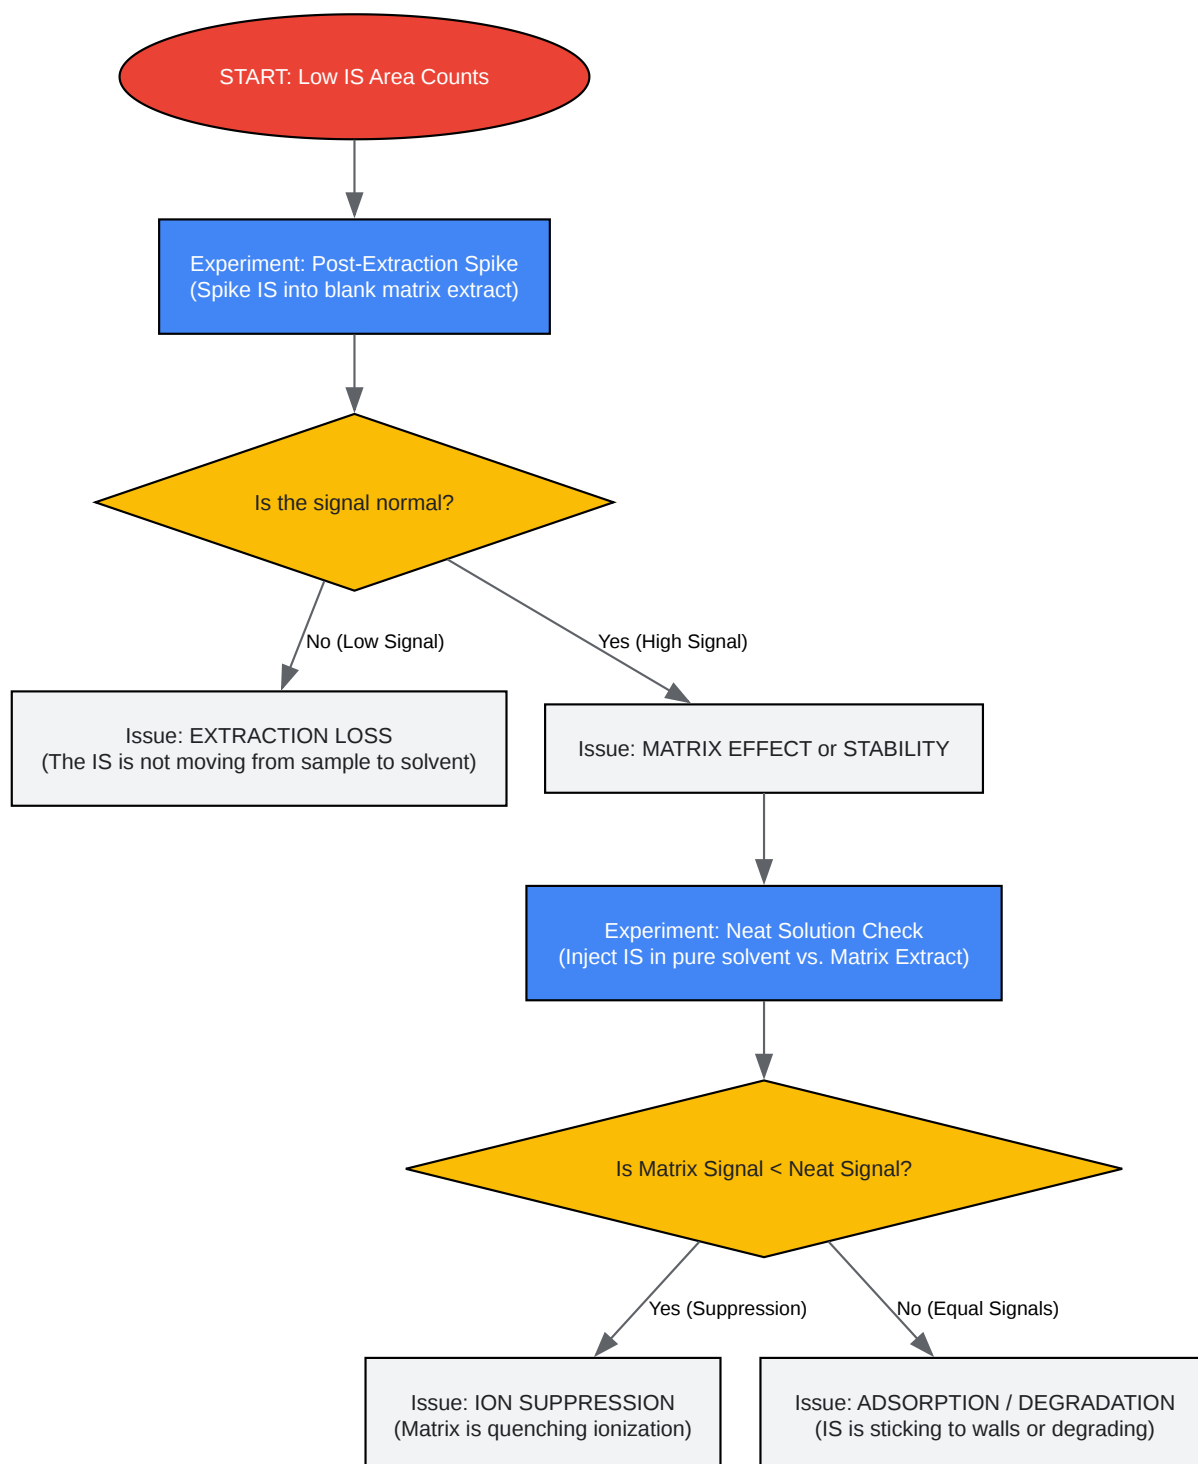 START: Low IS Area Counts
Experiment: Post-Extraction Spike
(Spike IS into blank matrix extract)
Is the signal normal?
No (Low Signal)
Yes (High Signal)
Issue: EXTRACTION LOSS
(The IS is not moving from sample to solvent)
Issue: MATRIX EFFECT or STABILITY
Experiment: Neat Solution Check
(Inject IS in pure solvent vs. Matrix Extract)
Is Matrix Signal < Neat Signal?
Yes (Suppression)
No (Equal Signals)
Issue: ION SUPPRESSION
(Matrix is quenching ionization)
Issue: ADSORPTION / DEGRADATION
(IS is sticking to walls or degrading)